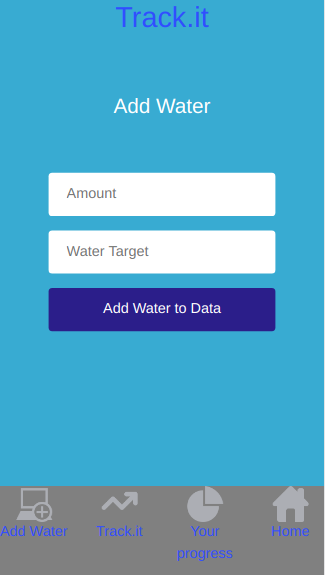 Track.it
Add Water
Amount
Water Target
Add Water to Data
Add Water
Track.it
Your
progress
Home